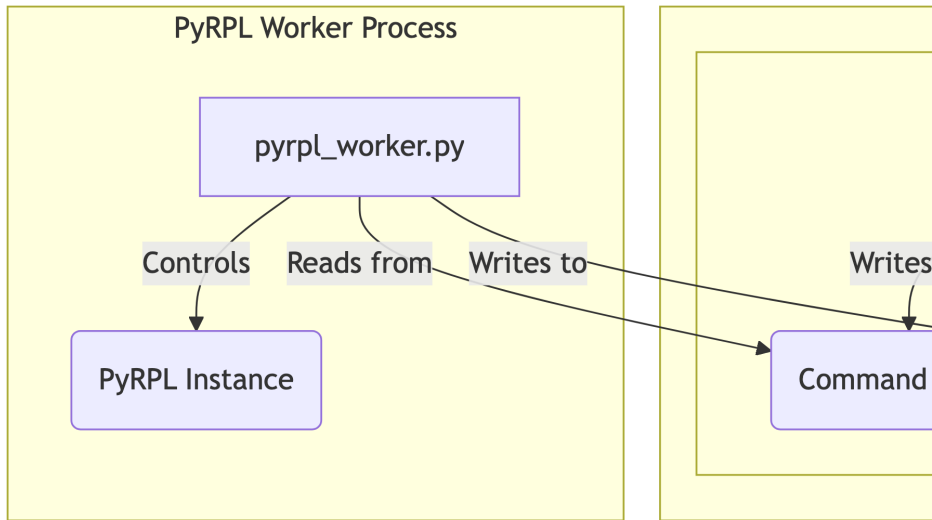 PyRPL Worker Process
pyrpl_worker.py
Controls
Reads from
Writes to
Writes
PyRPL Instance
Command